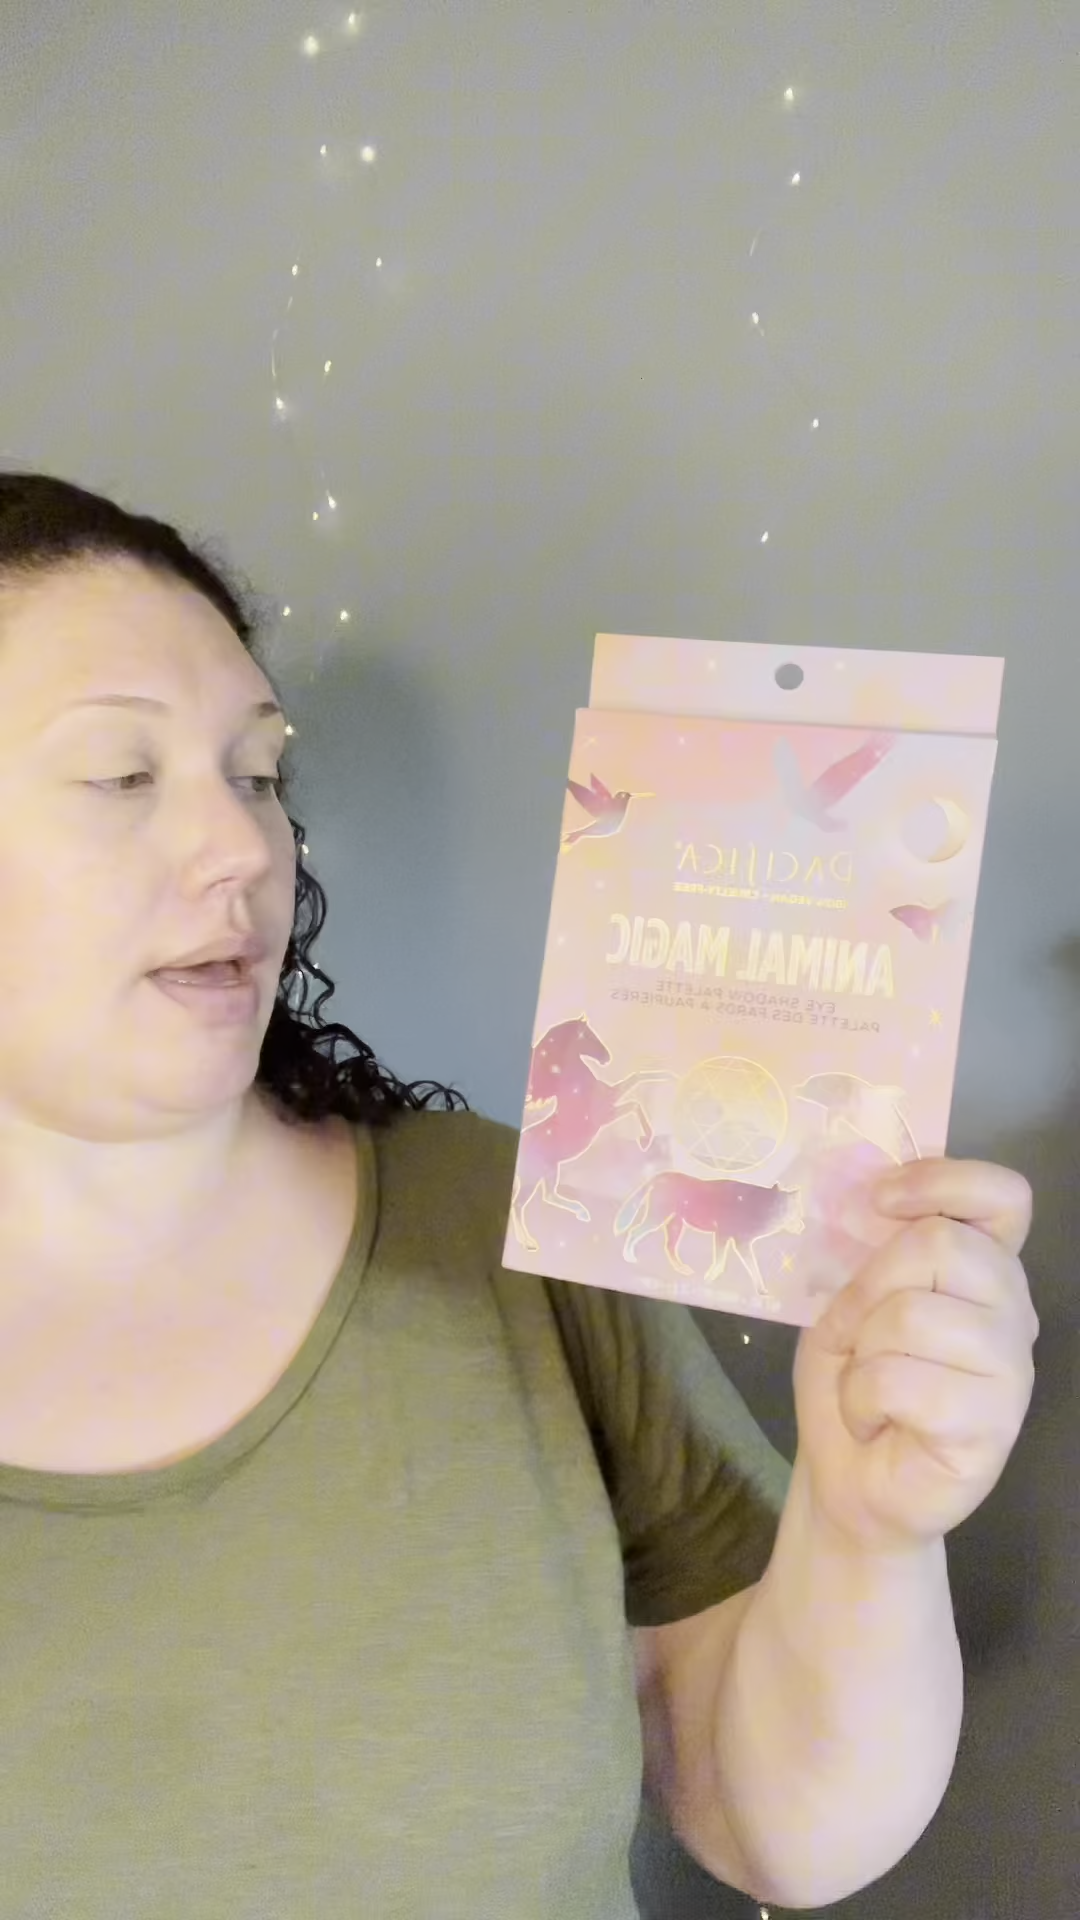 PACIFICA®
100% VEGAN • CRUELTY-FREE
ANIMAL MAGIC
EYE SHADOW PALETTE
PALETTE DES FARDS À PAUPIÈRES